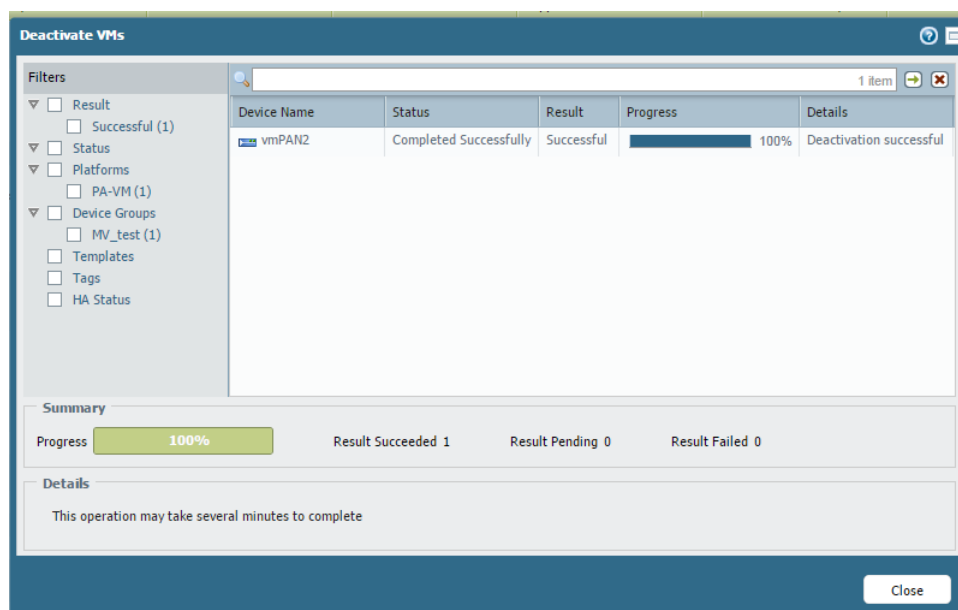 Deactivate VMs
Filters
Result
Successful (1)
Status
Platforms
PA-VM (1)
Device Groups
MV_test (1)
Templates
Tags
HA Status
1 item
Device Name Status Result Progress Details
vmPAN2 Completed Successfully Successful 100% Deactivation successful
Summary
Progress 100% Result Succeeded 1 Result Pending 0 Result Failed 0
Details
This operation may take several minutes to complete
Close